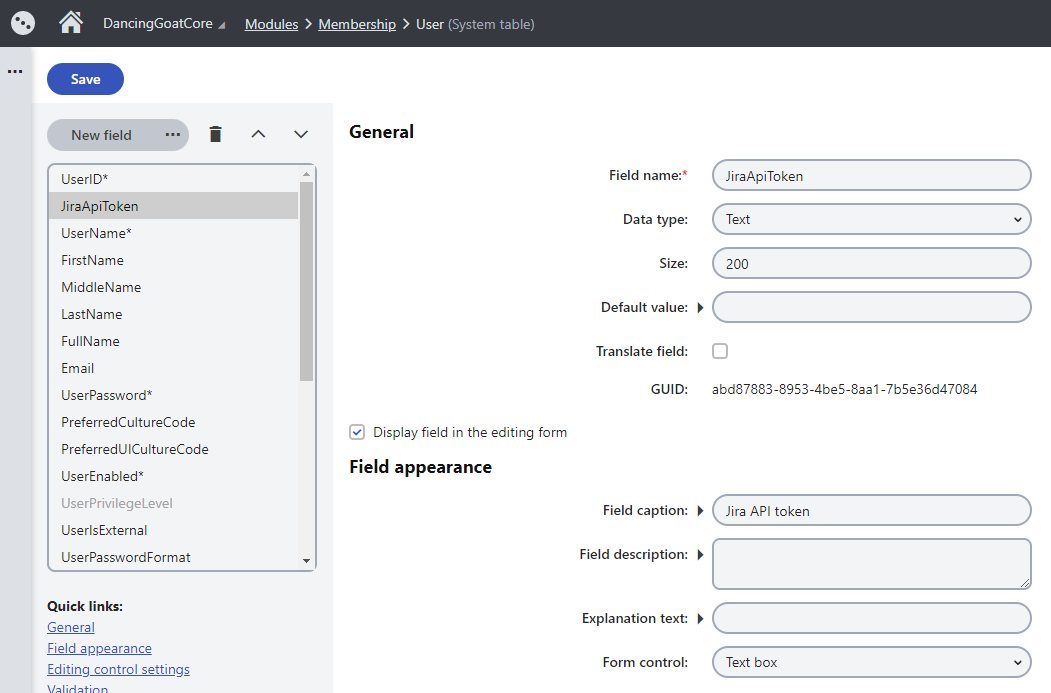 DancingGoatCore Modules > Membership > User (System table)
...
Save
New field ...
UserID*
JiraApiToken
UserName*
FirstName
MiddleName
LastName
FullName
Email
UserPassword*
PreferredCultureCode
PreferredUICultureCode
UserEnabled*
UserPrivilegeLevel
UserIsExternal
UserPasswordFormat
Quick links:
General
Field appearance
Editing control settings
Validation
General
Field name:* JiraApiToken
Data type: Text
Size: 200
Default value:
Translate field:
GUID: abd87883-8953-4be5-8aa1-7b5e36d47084
Display field in the editing form
Field appearance
Field caption: Jira API token
Field description:
Explanation text:
Form control: Text box